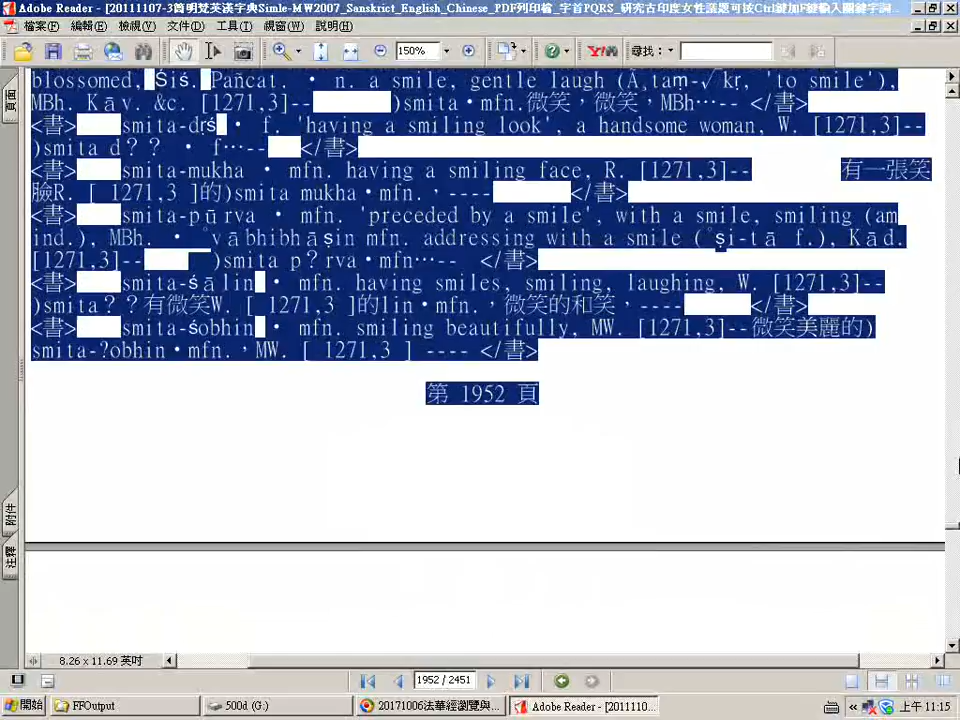 Adobe Reader - [20111107-3簡明梵英漢字典Simle-MW2007_Sanskrict_English_Chinese_PDF列印檔_字首PQRS_研究古印度女性議題可按Ctrl鍵加F鍵輸入關鍵字詞...
檔案(F) 編輯(E) 檢視(V) 文件(D) 工具(T) 視窗(W) 說明(H)
150% Y! 尋找：
頁面
blossomed, Śiś. Pañcat. • n. a smile, gentle laugh (Ā̆taṃ-√kṛ, 'to smile'),
MBh. Kāv. &c. [1271,3]-- )smita•mfn.微笑，微笑，MBh…-- </書>
<書> smita-dṛś • f. 'having a smiling look', a handsome woman, W. [1271,3]--
)smita d?? • f…-- </書>
<書> smita-mukha • mfn. having a smiling face, R. [1271,3]-- 有一張笑
臉R. [ 1271,3 ]的)smita mukha•mfn.，---- </書>
<書> smita-pūrva • mfn. 'preceded by a smile', with a smile, smiling (am
ind.), MBh. • °vābhibhāṣin mfn. addressing with a smile (°ṣi-tā f.), Kād.
[1271,3]-- )smita p?rva•mfn…-- </書>
<書> smita-śālin • mfn. having smiles, smiling, laughing, W. [1271,3]--
)smita??有微笑W. [ 1271,3 ]的lin•mfn.，微笑的和笑，---- </書>
<書> smita-śobhin • mfn. smiling beautifully, MW. [1271,3]--微笑美麗的)
smita-?obhin•mfn.，MW. [ 1271,3 ] ---- </書>
第 1952 頁
附件
注釋
8.26 x 11.69 英吋
1952 / 2451
開始 FFOutput 500d (G:) 20171006法華經瀏覽與... Adobe Reader - [2011110... 上午 11:15